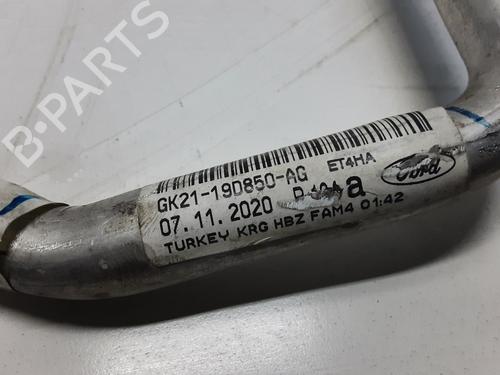 B-PARTS
GK21-19D850-AG ET4HA
Ford
07.11.2020 a
TURKEY KRG HBZ FAM4 01:42